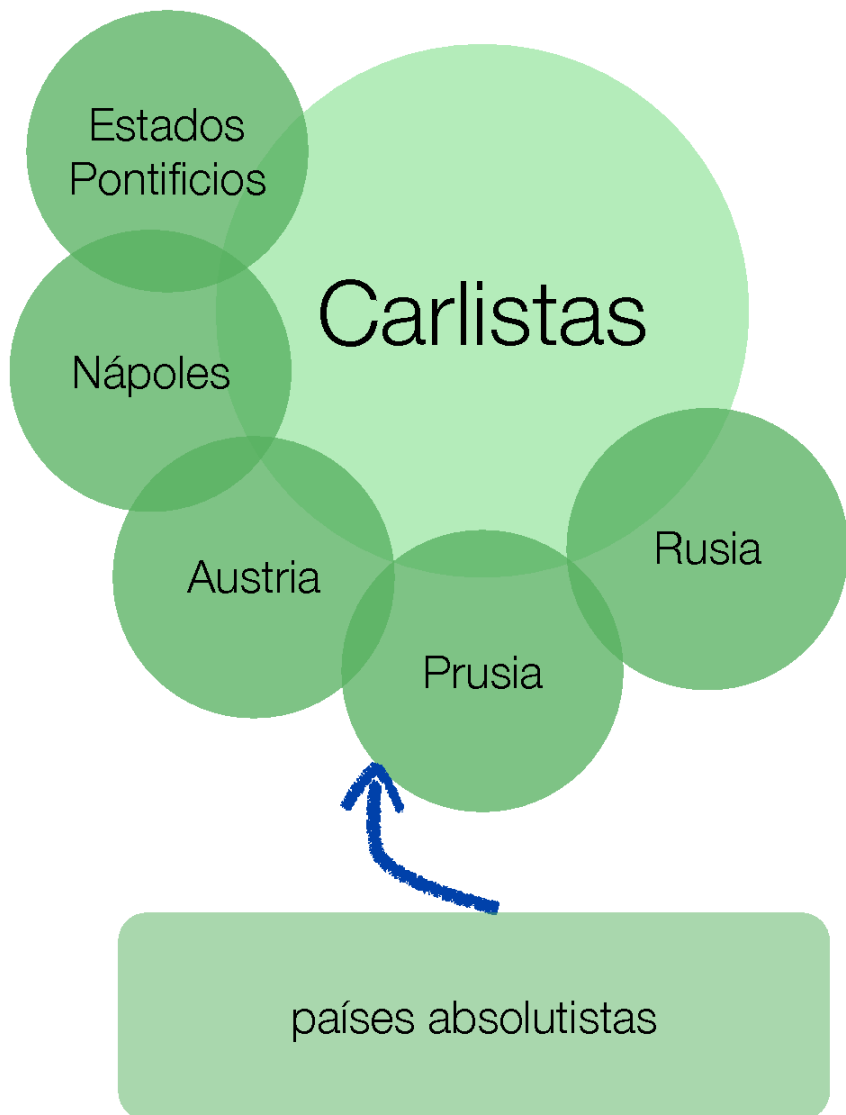 Estados
Pontificios
Carlistas
Nápoles
Rusia
Austria
Prusia
países absolutistas